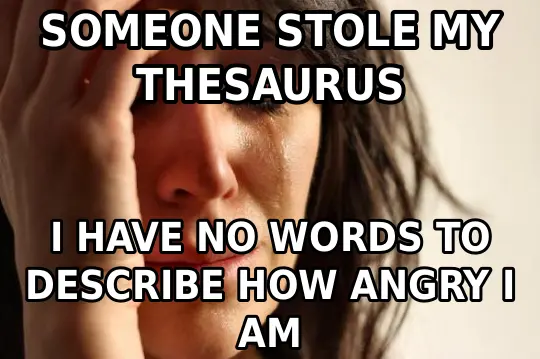 SOMEONE STOLE MY
THESAURUS
I HAVE NO WORDS TO
DESCRIBE HOW ANGRY I
AM